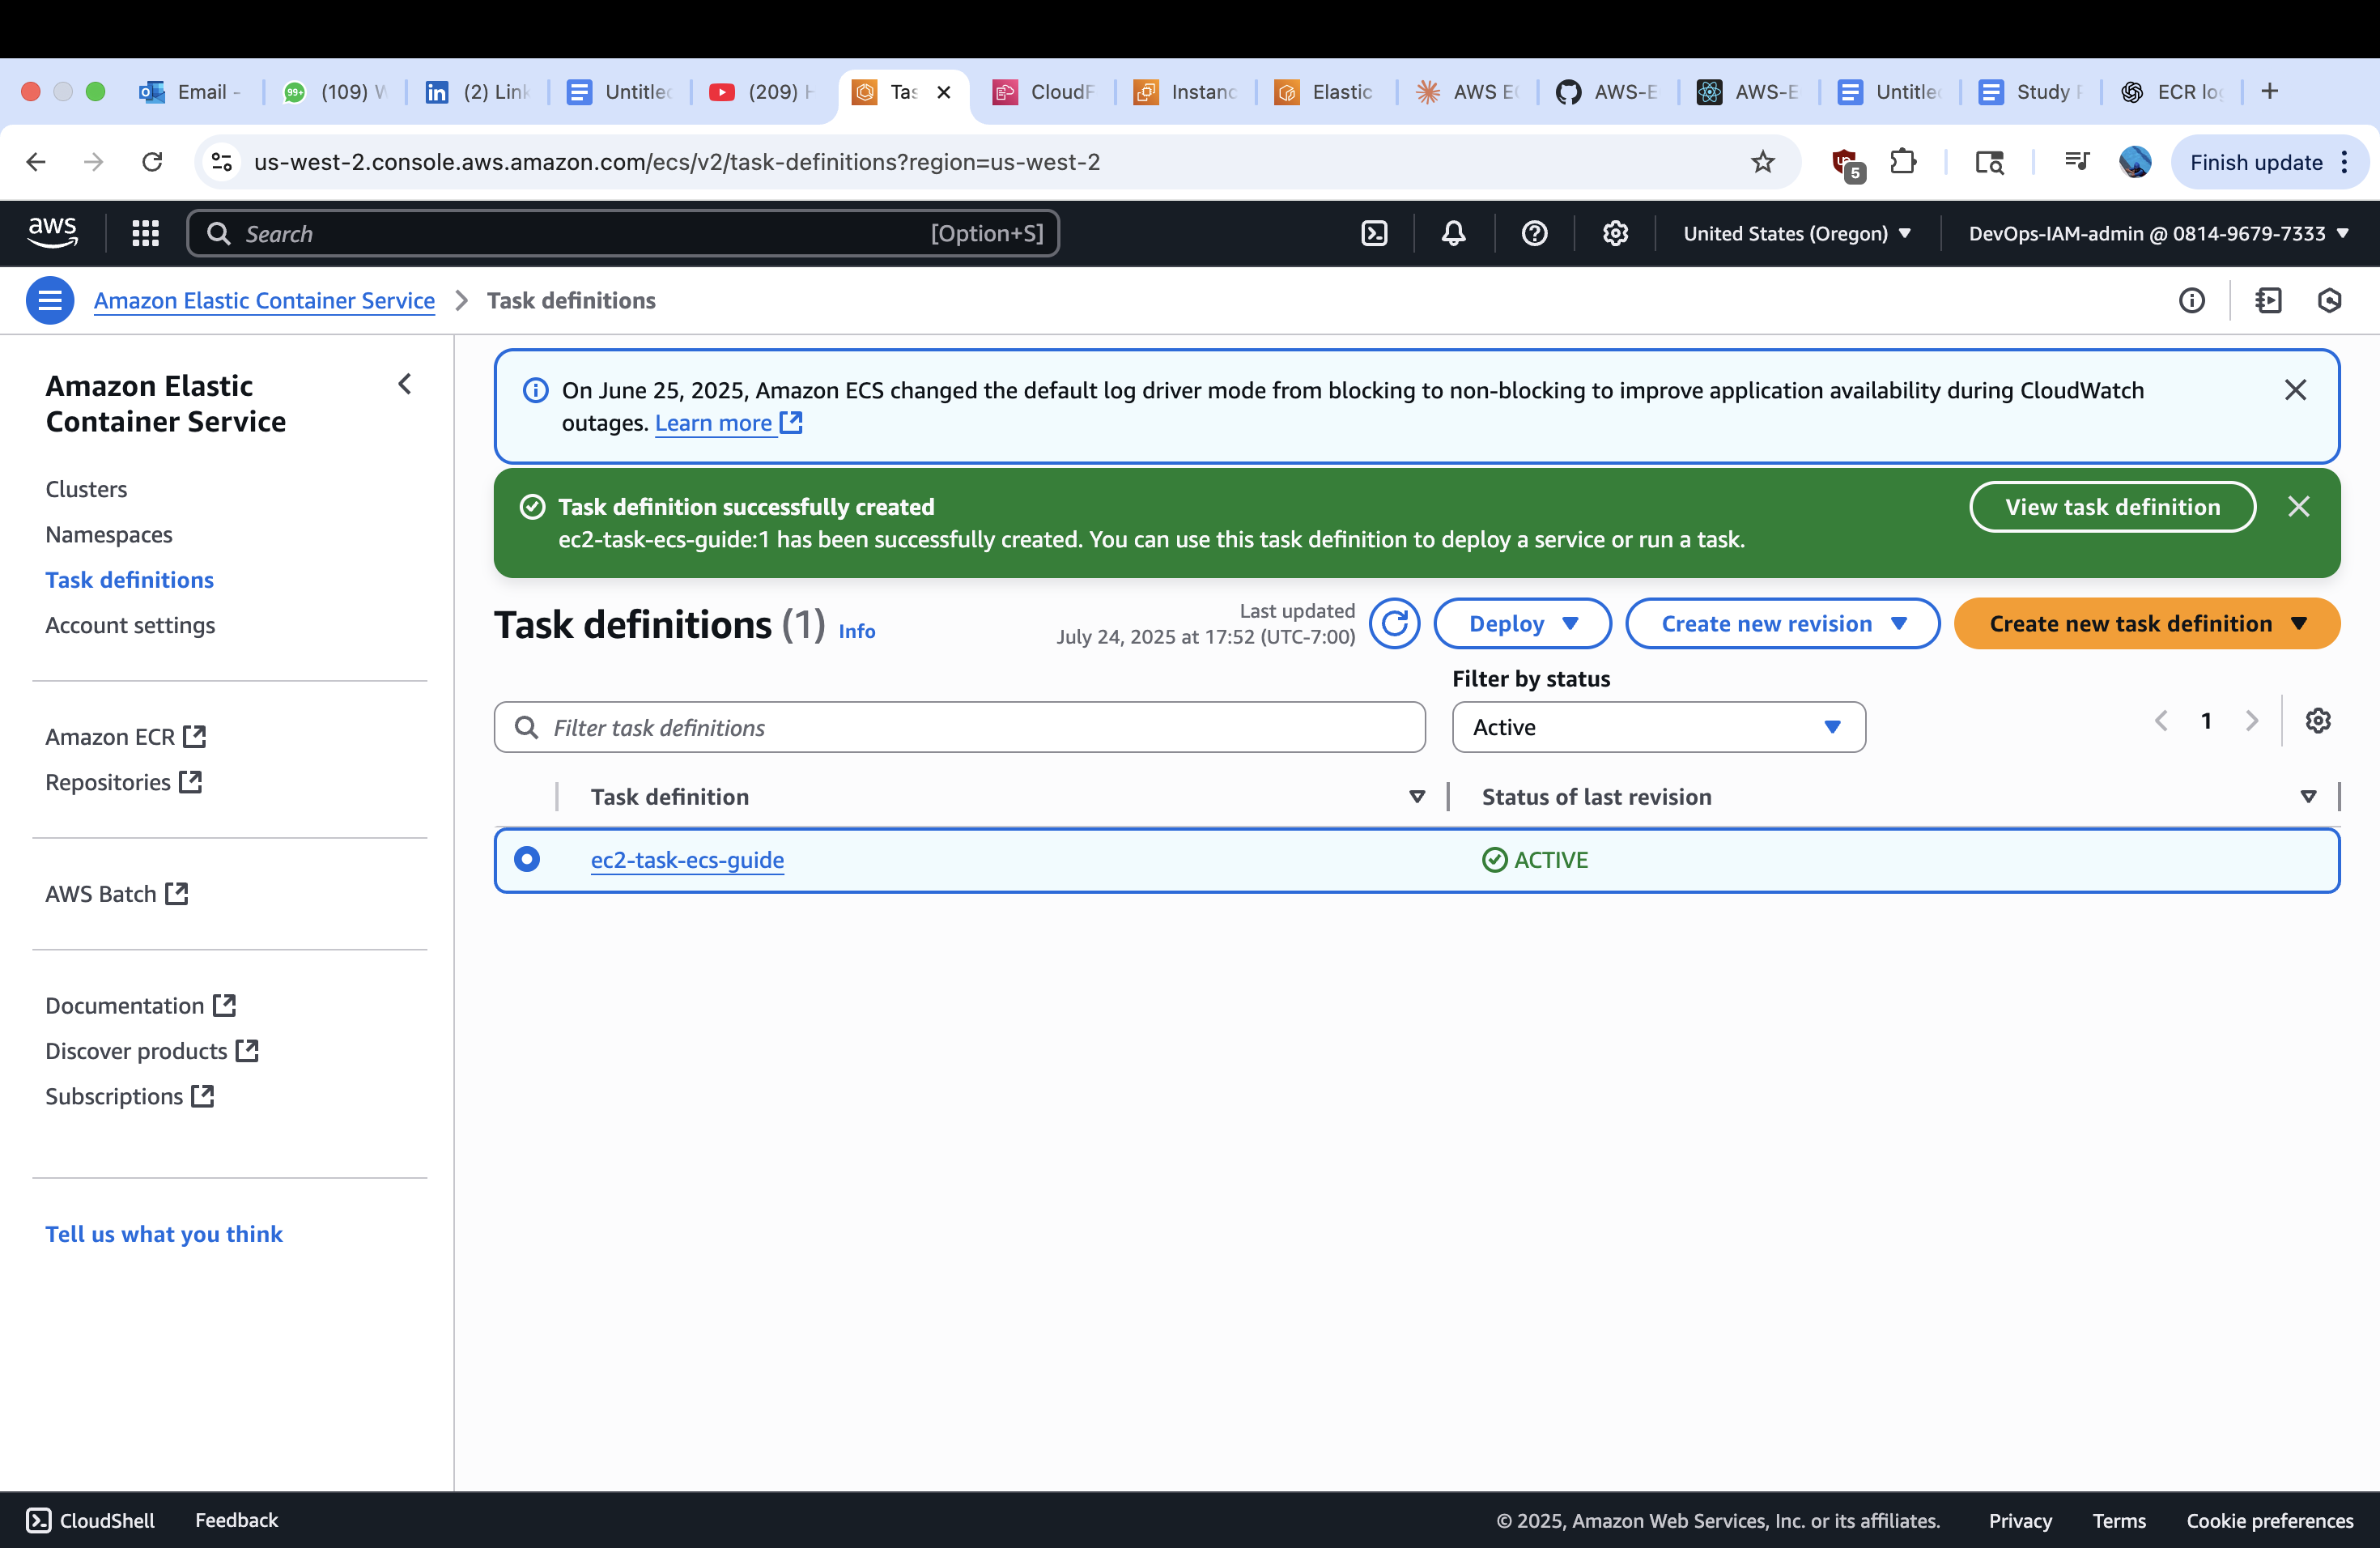 Email -
(109) W
(2) Link
Untitled
(209) H
Tas
CloudF
Instanc
Elastic
AWS EC
AWS-E
AWS-E
Untitled
Study
ECR lo
us-west-2.console.aws.amazon.com/ecs/v2/task-definitions?region=us-west-2
5
Finish update
aws
Search
[Option+S]
United States (Oregon)
DevOps-IAM-admin @ 0814-9679-7333
Amazon Elastic Container Service
Task definitions
Amazon Elastic
Container Service
Clusters
Namespaces
Task definitions
Account settings
Amazon ECR
Repositories
AWS Batch
Documentation
Discover products
Subscriptions
Tell us what you think
On June 25, 2025, Amazon ECS changed the default log driver mode from blocking to non-blocking to improve application availability during CloudWatch
outages. Learn more
Task definition successfully created
ec2-task-ecs-guide:1 has been successfully created. You can use this task definition to deploy a service or run a task.
View task definition
Task definitions (1) Info
Last updated
July 24, 2025 at 17:52 (UTC-7:00)
Deploy
Create new revision
Create new task definition
Filter by status
Filter task definitions
Active
1
Task definition
Status of last revision
ec2-task-ecs-guide
ACTIVE
CloudShell
Feedback
© 2025, Amazon Web Services, Inc. or its affiliates.
Privacy
Terms
Cookie preferences